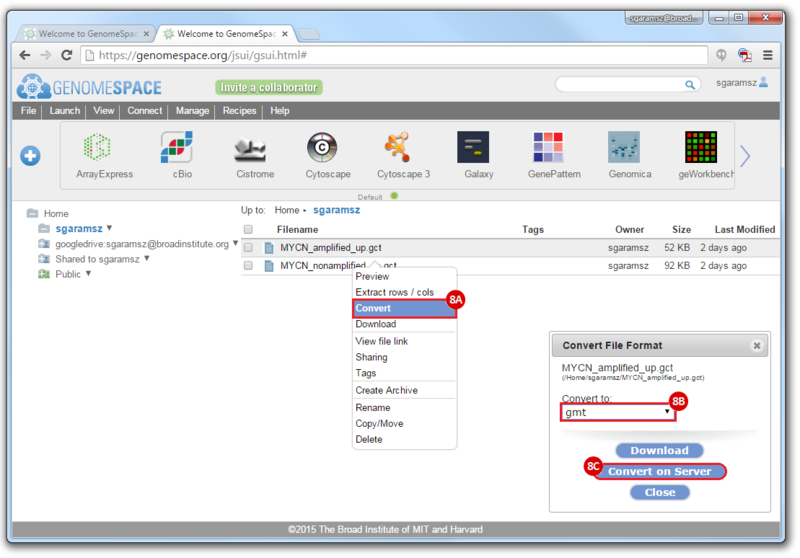 sgaramsz@broad...
Welcome to GenomeSpac
Welcome to GenomeSpac
https://genomespace.org/jsui/gsui.html#
GENOMESPACE
Invite a collaborator
sgaramsz
File Launch View Connect Manage Recipes Help
ArrayExpress cBio Cistrome Cytoscape Cytoscape 3 Galaxy GenePattern Genomica geWorkbench
Default
Home
sgaramsz
googledrive:sgaramsz@broadinstitute.org
Shared to sgaramsz
Public
Up to: Home sgaramsz
Filename Tags Owner Size Last Modified
MYCN_amplified_up.gct sgaramsz 52 KB 2 days ago
MYCN_nonamplified_ .gct sgaramsz 92 KB 2 days ago
Preview
Extract rows / cols
Convert
8A
Download
View file link
Sharing
Tags
Create Archive
Rename
Copy/Move
Delete
Convert File Format
MYCN_amplified_up.gct
(/Home/sgaramsz/MYCN_amplified_up.gct)
Convert to:
8B
gmt
Download
8C
Convert on Server
Close
©2015 The Broad Institute of MIT and Harvard